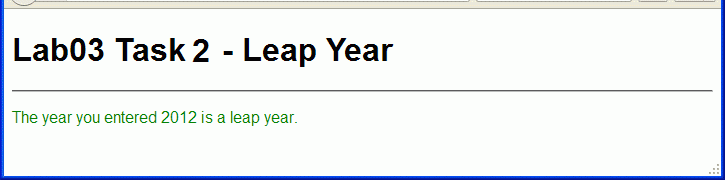 Lab03 Task 2 - Leap Year
The year you entered 2012 is a leap year.